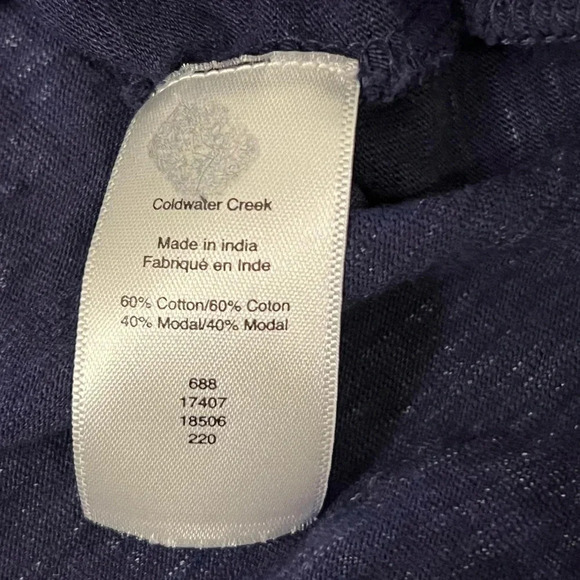 Coldwater Creek
Made in india
Fabriqué en Inde
60% Cotton/60% Coton
40% Modal/40% Modal
688
17407
18506
220